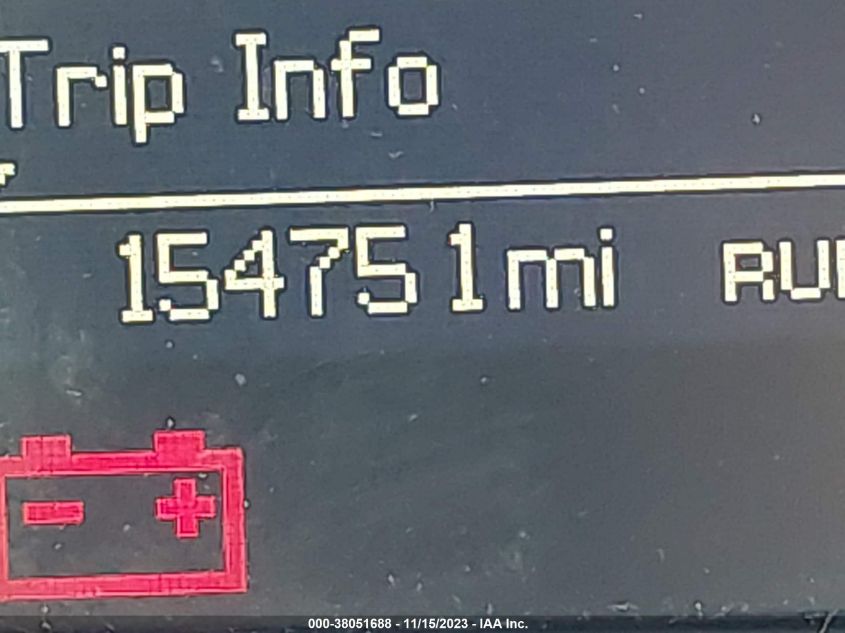 Trip Info
154751mi
000-38051688 - 11/15/2023 - IAA Inc.